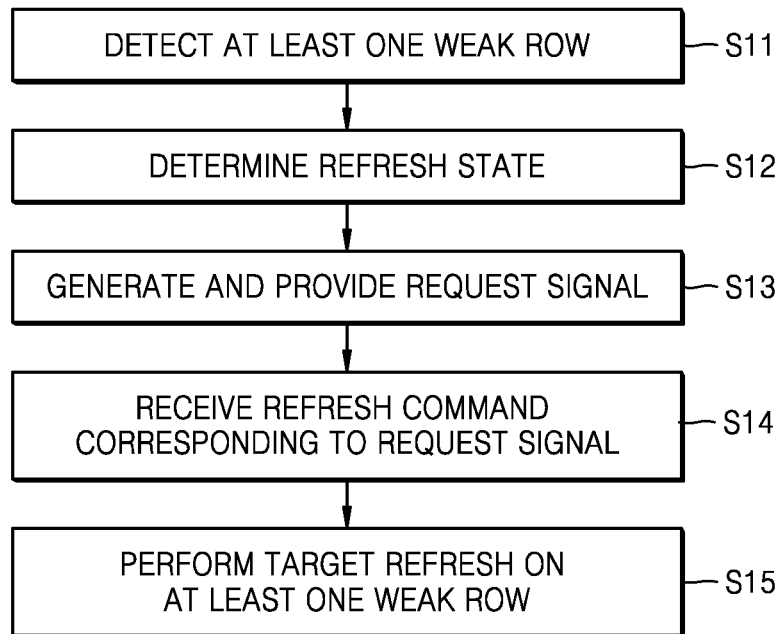 DETECT AT LEAST ONE WEAK ROW
S11
DETERMINE REFRESH STATE
S12
GENERATE AND PROVIDE REQUEST SIGNAL
S13
RECEIVE REFRESH COMMAND
CORRESPONDING TO REQUEST SIGNAL
S14
PERFORM TARGET REFRESH ON
AT LEAST ONE WEAK ROW
S15